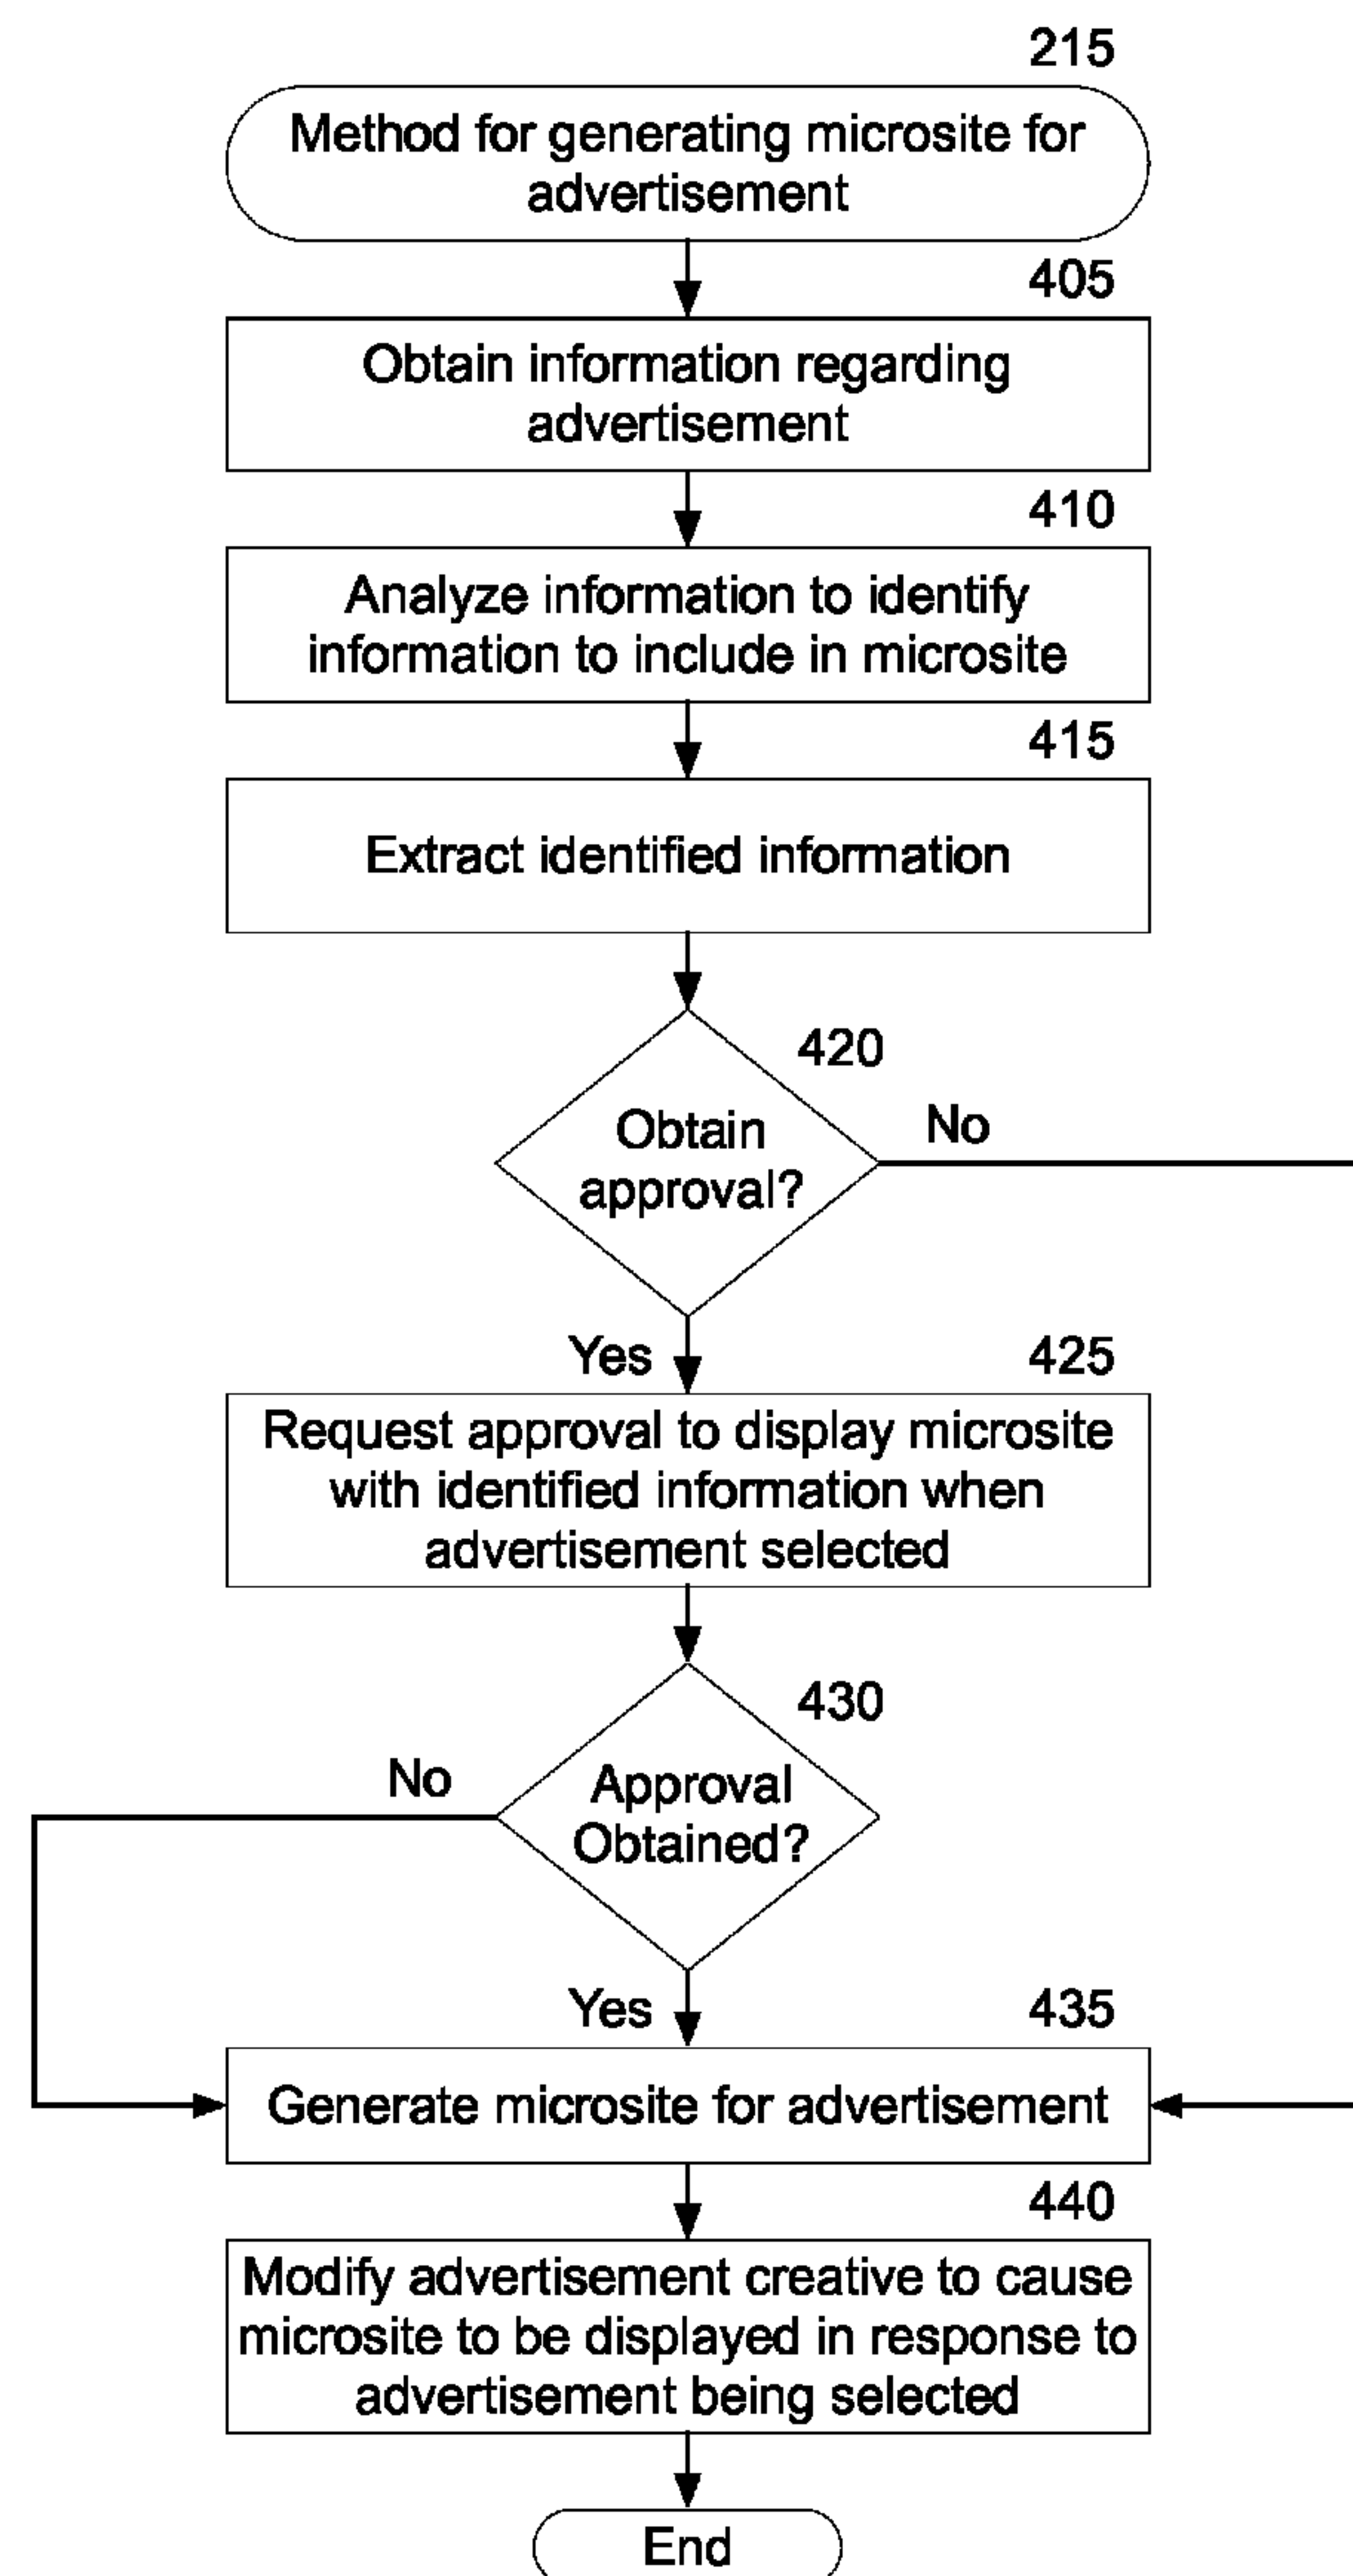 215
Method for generating microsite for
advertisement
405
Obtain information regarding
advertisement
410
Analyze information to identify
information to include in microsite
415
Extract identified information
420
Obtain
approval?
No
Yes
425
Request approval to display microsite
with identified information when
advertisement selected
430
Approval
Obtained?
No
Yes
435
Generate microsite for advertisement
440
Modify advertisement creative to cause
microsite to be displayed in response to
advertisement being selected
End